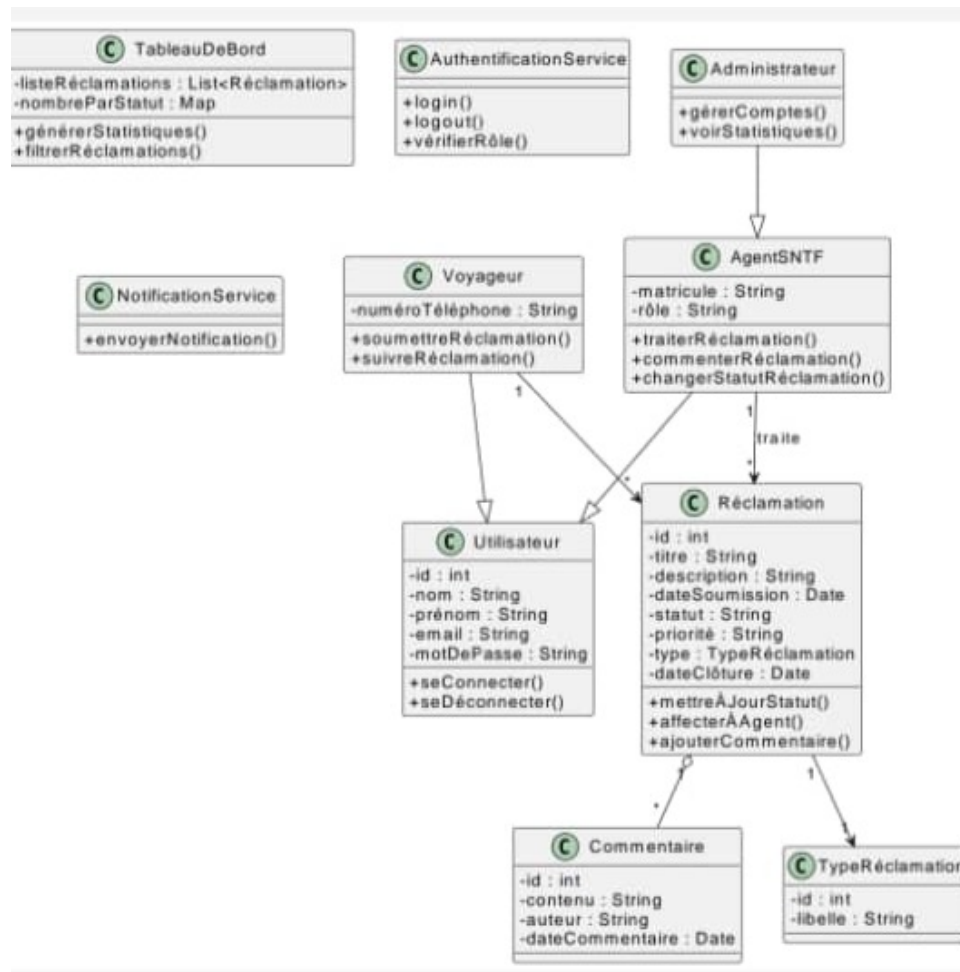 C TableauDeBord
-listeRéclamations : List<Réclamation>
-nombreParStatut : Map
+générerStatistiques()
+filtrerRéclamations()
C AuthentificationService
+login()
+logout()
+vérifierRôle()
C Administrateur
+gérerComptes()
+voirStatistiques()
C NotificationService
+envoyerNotification()
C Voyageur
-numéroTéléphone : String
+soumettreRéclamation()
+suivreRéclamation()
C AgentSNTF
-matricule : String
-rôle : String
+traiterRéclamation()
+commenterRéclamation()
+changerStatutRéclamation()
1
*
1
traite
*
C Utilisateur
-id : int
-nom : String
-prénom : String
-email : String
-motDePasse : String
+seConnecter()
+seDéconnecter()
C Réclamation
-id : int
-titre : String
-description : String
-dateSoumission : Date
-statut : String
-priorité : String
-type : TypeRéclamation
-dateClôture : Date
+mettreÀJourStatut()
+affecterÀAgent()
+ajouterCommentaire()
1
*
1
1
C Commentaire
-id : int
-contenu : String
-auteur : String
-dateCommentaire : Date
C TypeRéclamation
-id : int
-libelle : String